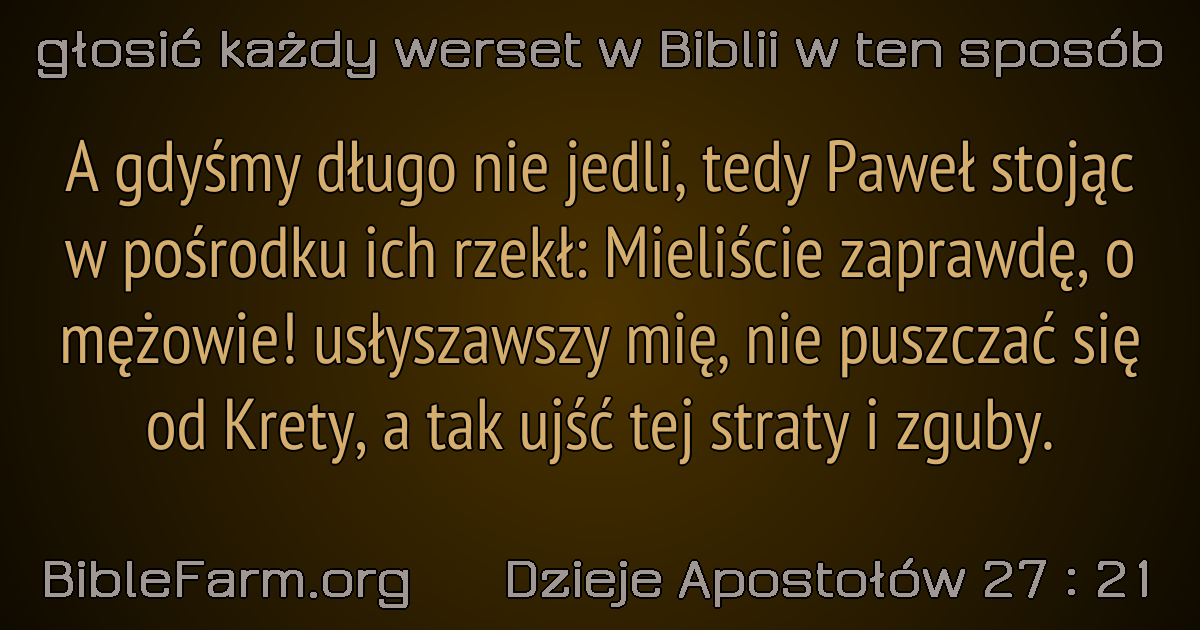 głosić każdy werset w Biblii w ten sposób
A gdyśmy długo nie jedli, tedy Paweł stojąc
w pośrodku ich rzekł: Mieliście zaprawdę, o
mężowie! usłyszawszy mię, nie puszczać się
od Krety, a tak ujść tej straty i zguby.
BibleFarm.org Dzieje Apostołów 27 : 21